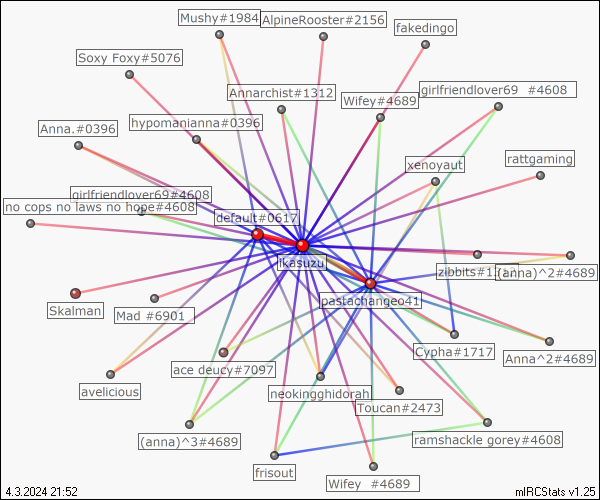 Mushy#1984
AlpineRooster#2156
fakedingo
Soxy Foxy#5076
Annarchist#1312
Wifey#4689
girlfriendlover69 #4608
Anna.#0396
hypomanianna#0396
xenovaut
rattgaming
girlfriendlover69#4608
no cops no laws no hope#4608
default#0617
Ikasuzu
zibbits#1
(anna)^2#4689
pastachangeo41
Skalman
Mad #6901
Cypha#1717
Anna^2#4689
ace deucy#7097
avelicious
neokingghidorah
Toucan#2473
(anna)^3#4689
ramshackle gorey#4608
frisout
Wifey #4689
4.3.2024 21:52
mIRCStats v1.25